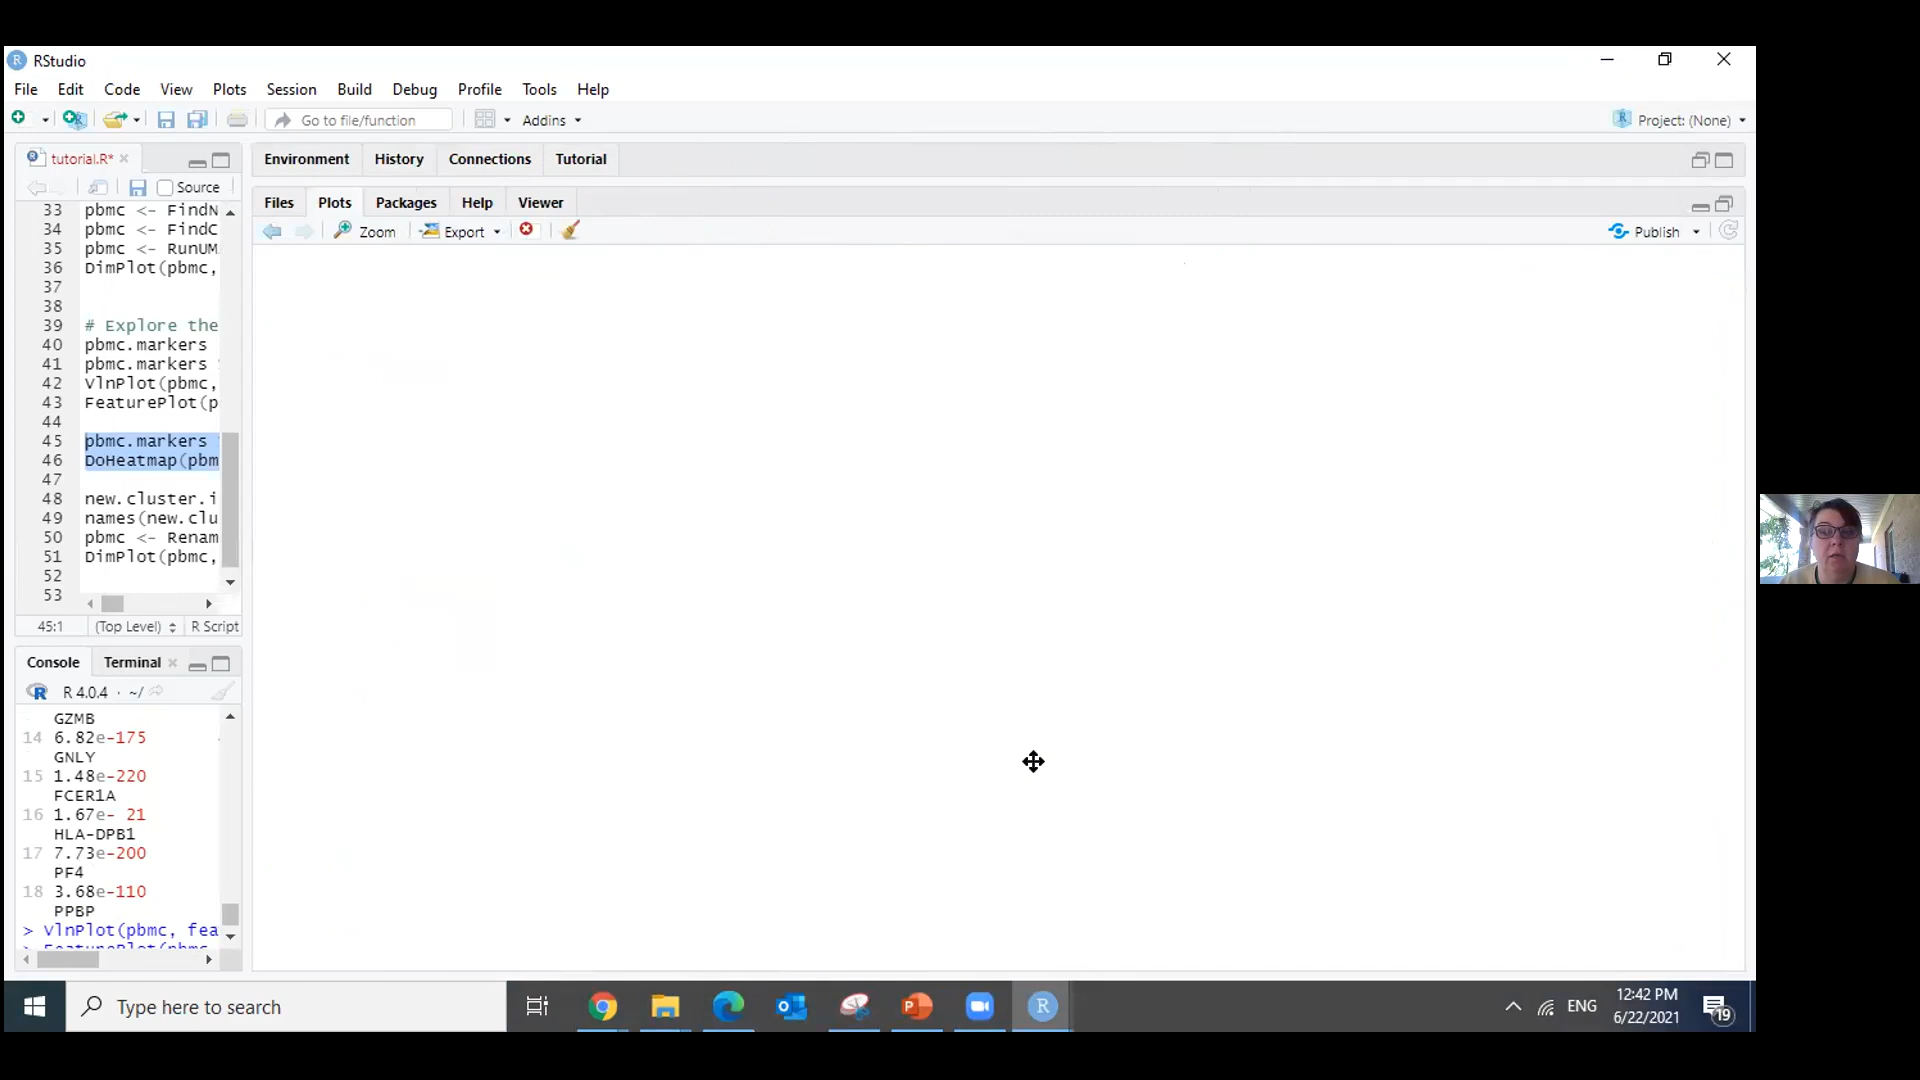 RStudio
File Edit Code View Plots Session Build Debug Profile Tools Help
Go to file/function Addins Project: (None)
tutorial.R*
Source
33 pbmc <- FindN
34 pbmc <- FindC
35 pbmc <- RunUM
36 DimPlot(pbmc,
37
38
39 # Explore the
40 pbmc.markers
41 pbmc.markers
42 VlnPlot(pbmc,
43 FeaturePlot(p
44
45 pbmc.markers
46 DoHeatmap(pbm
47
48 new.cluster.i
49 names(new.clu
50 pbmc <- Renam
51 DimPlot(pbmc,
52
53
45:1 (Top Level) R Script
Console Terminal
R 4.0.4 · ~/
GZMB
14 6.82e-175
GNLY
15 1.48e-220
FCER1A
16 1.67e- 21
HLA-DPB1
17 7.73e-200
PF4
18 3.68e-110
PPBP
> VlnPlot(pbmc, fea
> FeaturePlot(pbmc
Environment History Connections Tutorial
Files Plots Packages Help Viewer
Zoom Export Publish
Type here to search
ENG
12:42 PM
6/22/2021
19